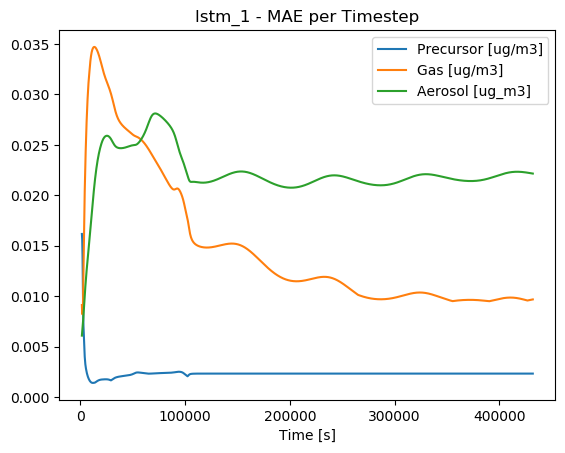 lstm_1 - MAE per Timestep
Precursor [ug/m3]
Gas [ug/m3]
Aerosol [ug_m3]
0.035
0.030
0.025
0.020
0.015
0.010
0.005
0.000
0 100000 200000 300000 400000
Time [s]